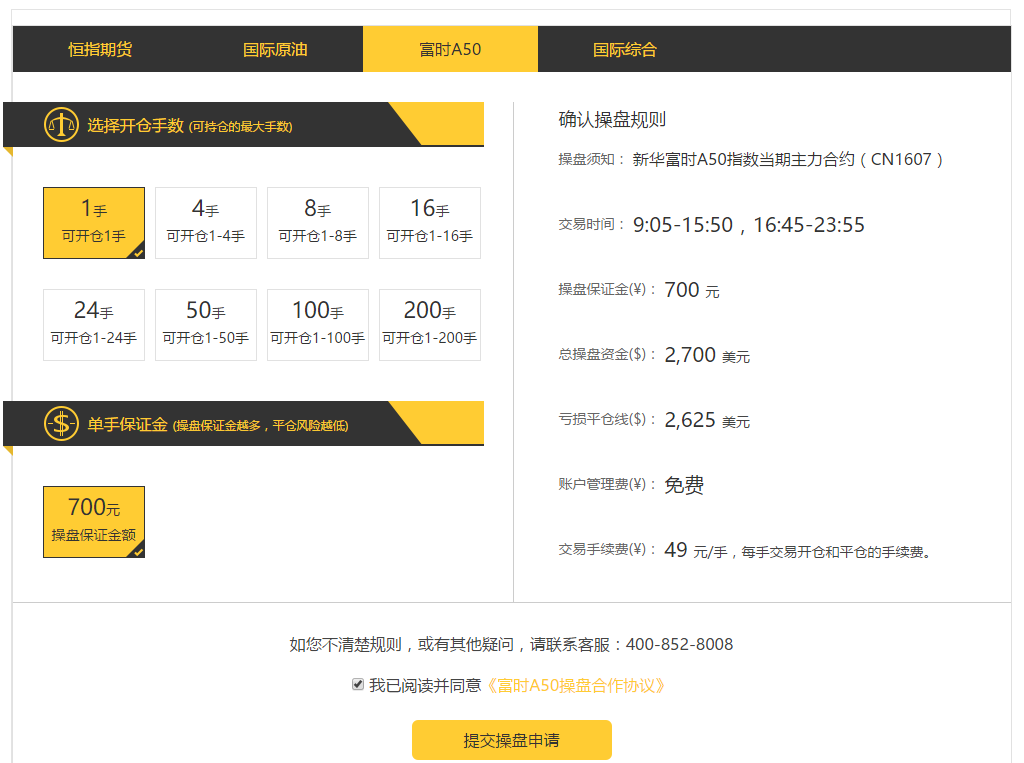 恒指期货 国际原油 富时A50 国际综合
选择开仓手数 (可持仓的最大手数)
1手 4手 8手 16手
可开仓1手 可开仓1-4手 可开仓1-8手 可开仓1-16手
24手 50手 100手 200手
可开仓1-24手 可开仓1-50手 可开仓1-100手 可开仓1-200手
单手保证金 (操盘保证金越多，平仓风险越低)
700元
操盘保证金额
确认操盘规则
操盘须知： 新华富时A50指数当期主力合约（CN1607）
交易时间： 9:05-15:50，16:45-23:55
操盘保证金(¥)： 700 元
总操盘资金($)： 2,700 美元
亏损平仓线($)： 2,625 美元
账户管理费(¥)： 免费
交易手续费(¥)： 49 元/手，每手交易开仓和平仓的手续费。
如您不清楚规则，或有其他疑问，请联系客服：400-852-8008
我已阅读并同意《富时A50操盘合作协议》
提交操盘申请